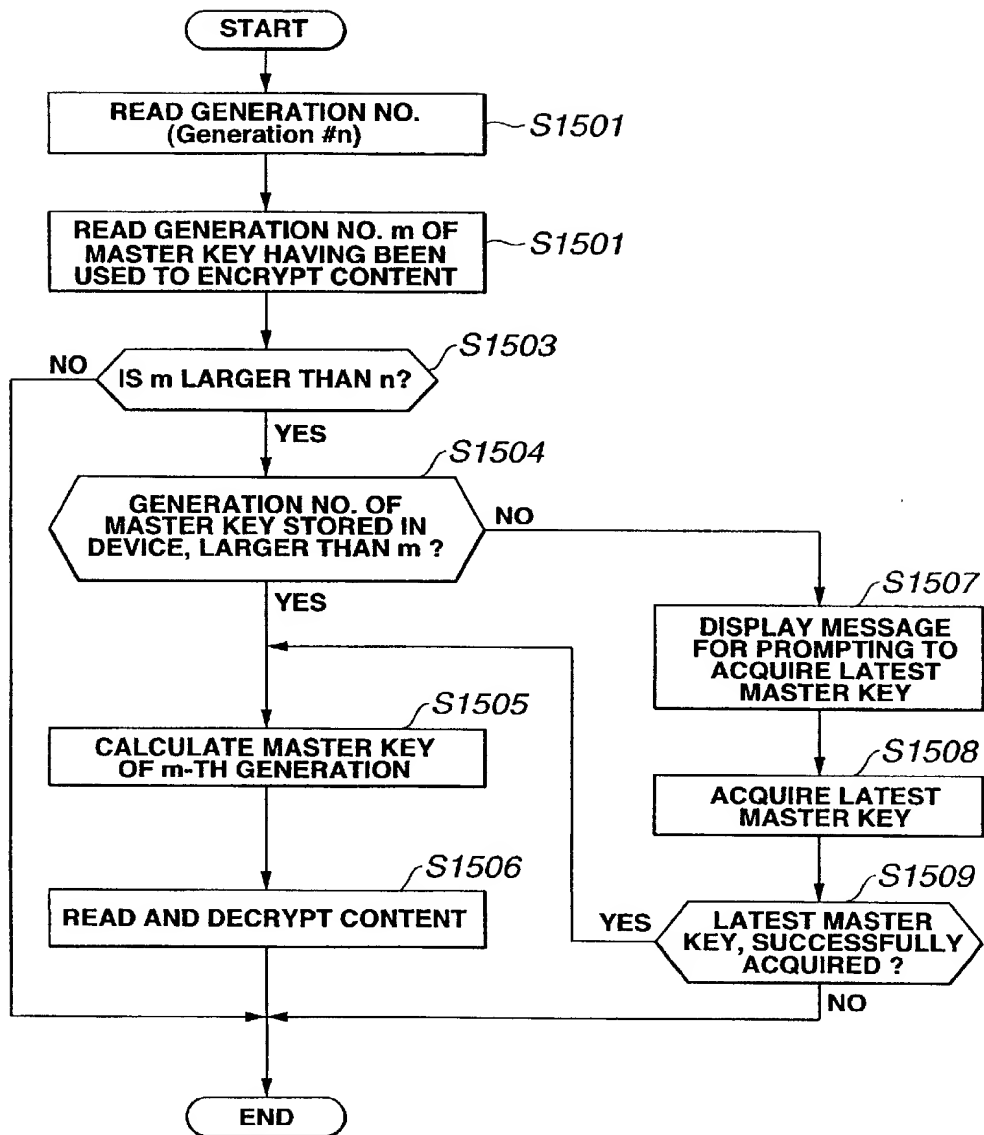 START
READ GENERATION NO.
(Generation #n)
S1501
READ GENERATION NO. m OF
MASTER KEY HAVING BEEN
USED TO ENCRYPT CONTENT
S1501
S1503
NO
IS m LARGER THAN n?
YES
S1504
GENERATION NO. OF
MASTER KEY STORED IN
DEVICE, LARGER THAN m ?
NO
YES
S1507
DISPLAY MESSAGE
FOR PROMPTING TO
ACQUIRE LATEST
MASTER KEY
S1505
CALCULATE MASTER KEY
OF m-TH GENERATION
S1508
ACQUIRE LATEST
MASTER KEY
S1506
READ AND DECRYPT CONTENT
S1509
YES
LATEST MASTER
KEY, SUCCESSFULLY
ACQUIRED ?
NO
END